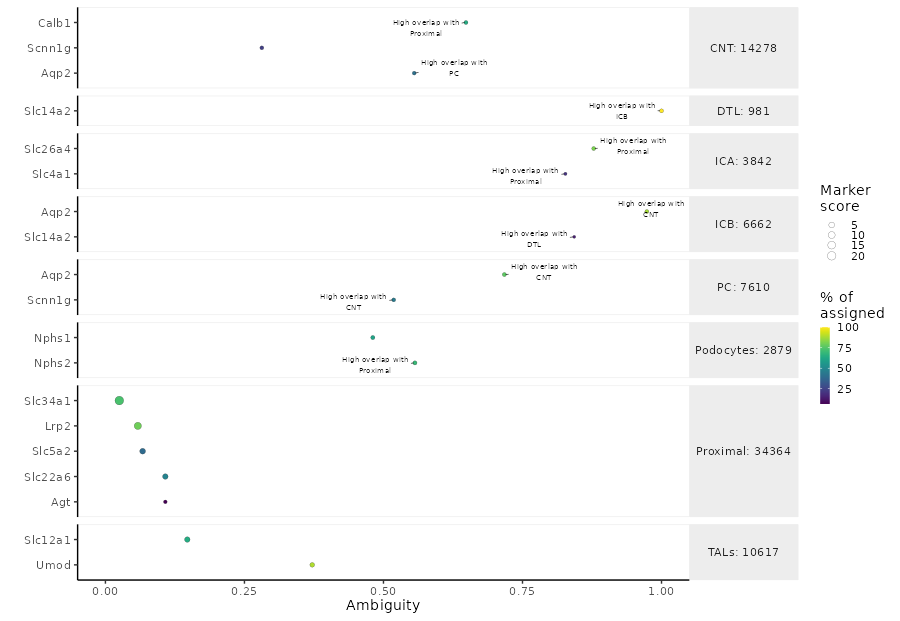 Calb1
High overlap with
Proximal
Scnn1g
Aqp2
High overlap with
PC
CNT: 14278
Slc14a2
High overlap with
ICB
DTL: 981
Slc26a4
High overlap with
Proximal
Slc4a1
High overlap with
Proximal
ICA: 3842
Aqp2
High overlap with
CNT
Slc14a2
High overlap with
DTL
ICB: 6662
Aqp2
High overlap with
CNT
Scnn1g
High overlap with
CNT
PC: 7610
Nphs1
Nphs2
High overlap with
Proximal
Podocytes: 2879
Slc34a1
Lrp2
Slc5a2
Slc22a6
Agt
Proximal: 34364
Slc12a1
Umod
TALs: 10617
0.00 0.25 0.50 0.75 1.00
Ambiguity
Marker
score
5
10
15
20
% of
assigned
100
75
50
25